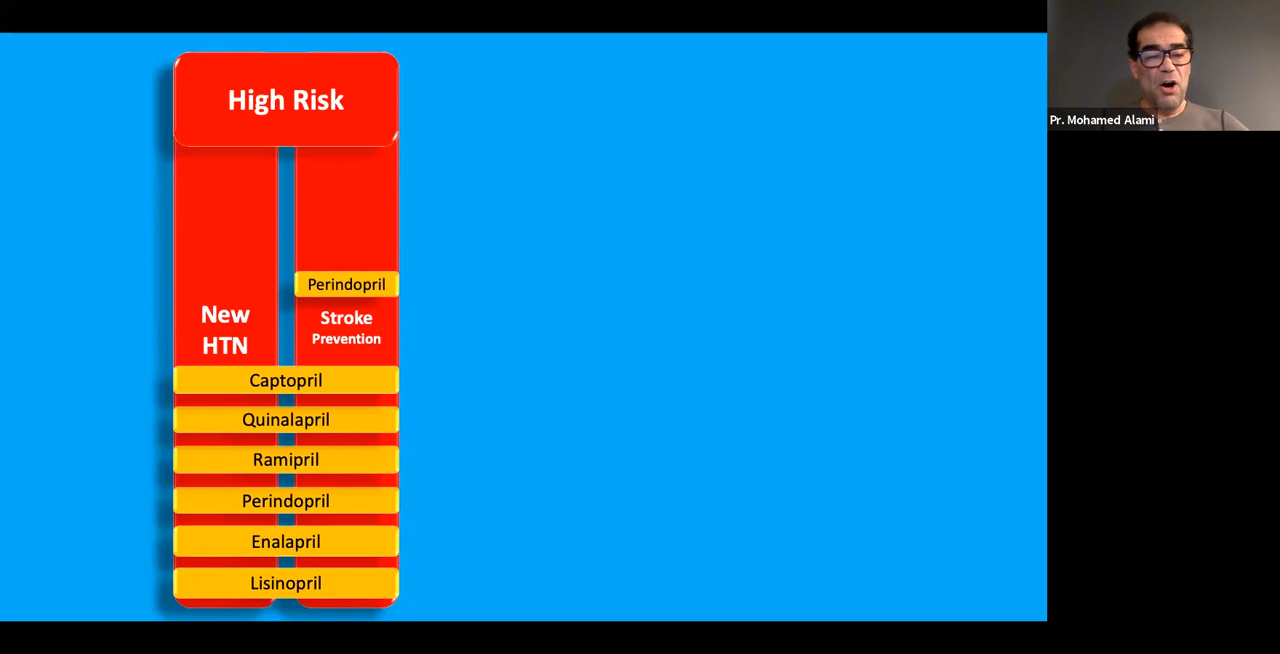 High Risk
Pr. Mohamed Alami
Perindopril
New
HTN
Stroke
Prevention
Captopril
Quinalapril
Ramipril
Perindopril
Enalapril
Lisinopril